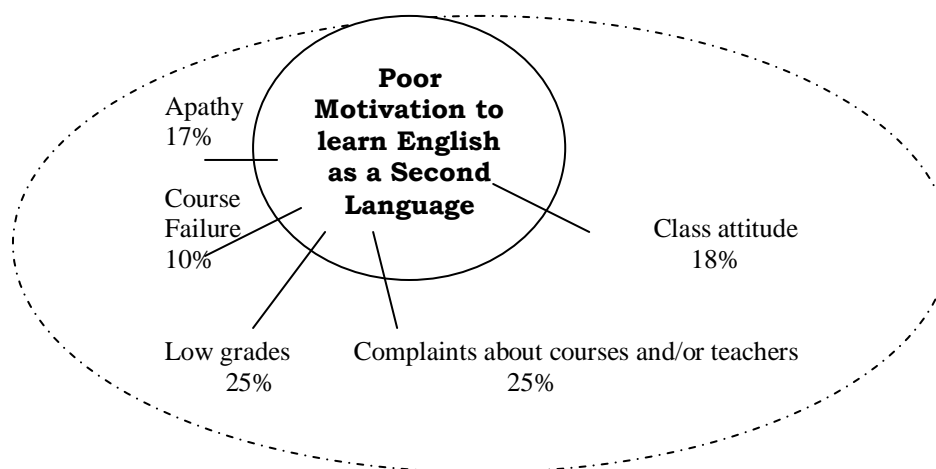 Poor
Motivation to
learn English
as a Second
Language
Apathy
17%
Course
Failure
10%
Class attitude
18%
Low grades
25%
Complaints about courses and/or teachers
25%